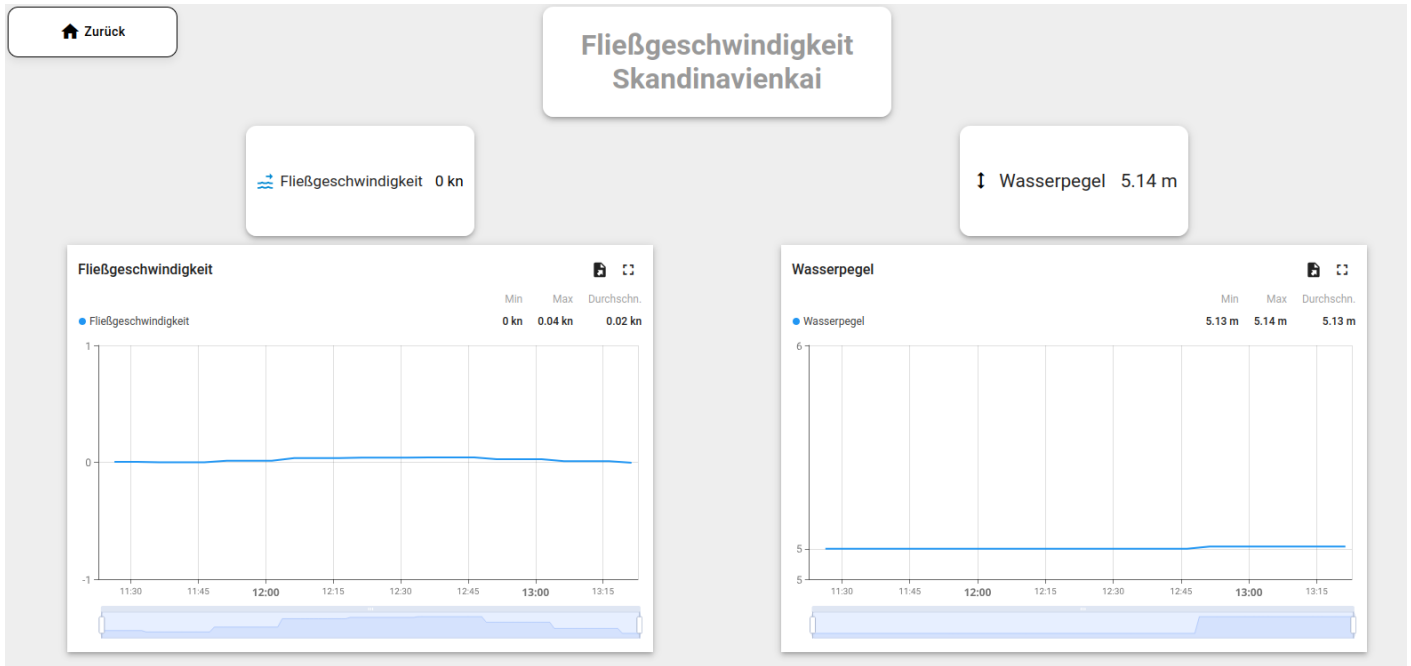 Zurück
Fließgeschwindigkeit
Skandinavienkai
Fließgeschwindigkeit 0 kn
Wasserpegel 5.14 m
Fließgeschwindigkeit
Min Max Durchschn.
Fließgeschwindigkeit 0 kn 0.04 kn 0.02 kn
1
0
-1
11:30 11:45 12:00 12:15 12:30 12:45 13:00 13:15
Wasserpegel
Min Max Durchschn.
Wasserpegel 5.13 m 5.14 m 5.13 m
6
5
5
11:30 11:45 12:00 12:15 12:30 12:45 13:00 13:15